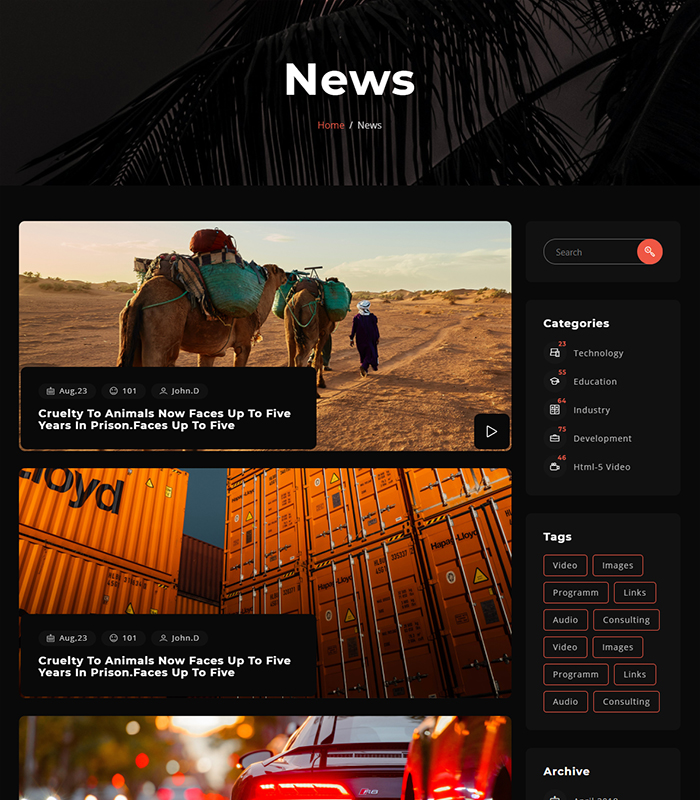 News
Home / News
Aug,23 101 John.D
Cruelty To Animals Now Faces Up To Five
Years In Prison.Faces Up To Five
Lloyd
Hapag-Lloyd
Hapag-Lloyd
Aug,23 101 John.D
Cruelty To Animals Now Faces Up To Five
Years In Prison.Faces Up To Five
Search
Categories
23
Technology
55
Education
64
Industry
75
Development
46
Html-5 Video
Tags
Video Images
Programm Links
Audio Consulting
Video Images
Programm Links
Audio Consulting
Archive